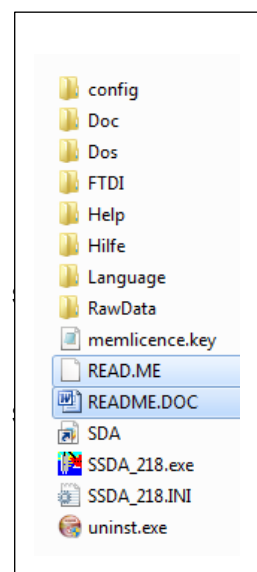 config
Doc
Dos
FTDI
Help
Hilfe
Language
RawData
memlicence.key
READ.ME
README.DOC
SDA
SSDA_218.exe
SSDA_218.INI
uninst.exe